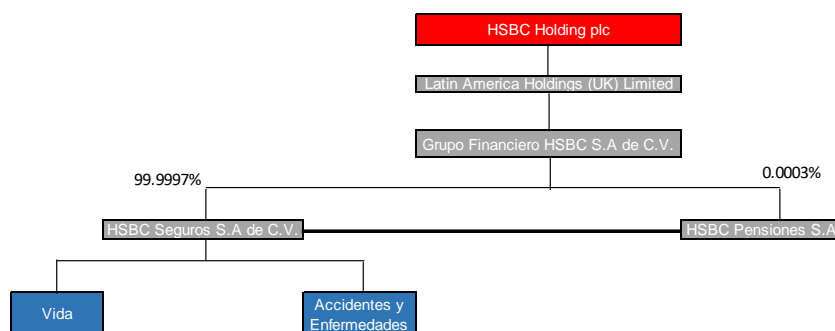 HSBC Holding plc
Latin America Holdings (UK) Limited
Grupo Financiero HSBC S.A de C.V.
99.9997%
0.0003%
HSBC Seguros S.A de C.V.
HSBC Pensiones S.A
Vida
Accidentes y
Enfermedades